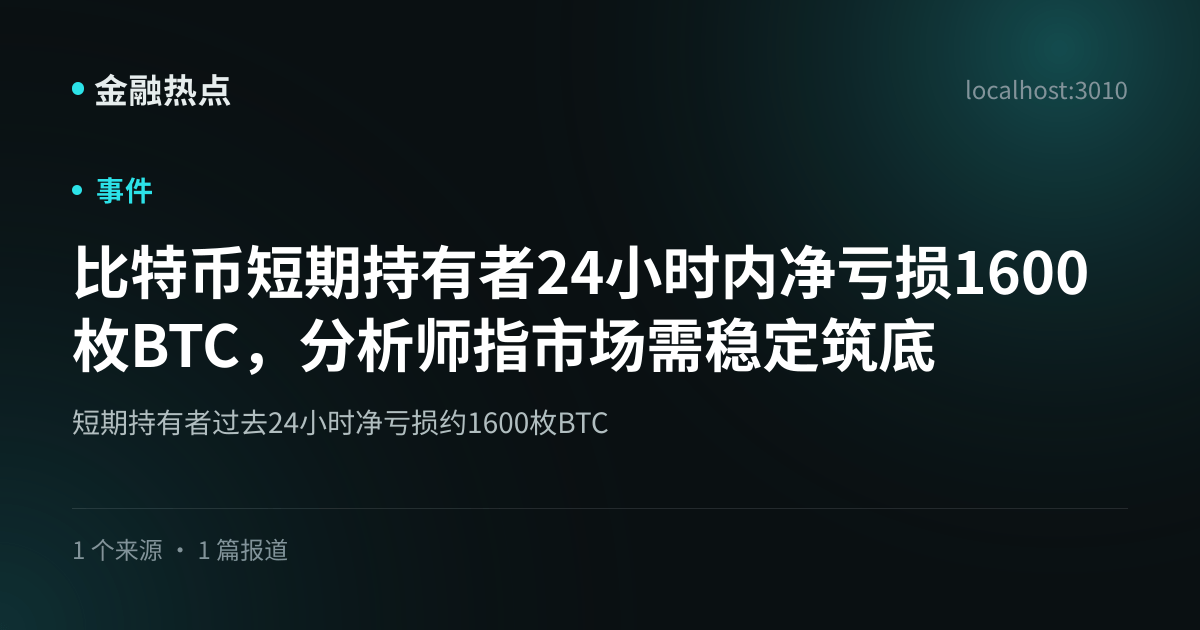 金融热点
localhost:3010
事件
比特币短期持有者24小时内净亏损1600
枚BTC，分析师指市场需稳定筑底
短期持有者过去24小时净亏损约1600枚BTC
1 个来源 · 1 篇报道